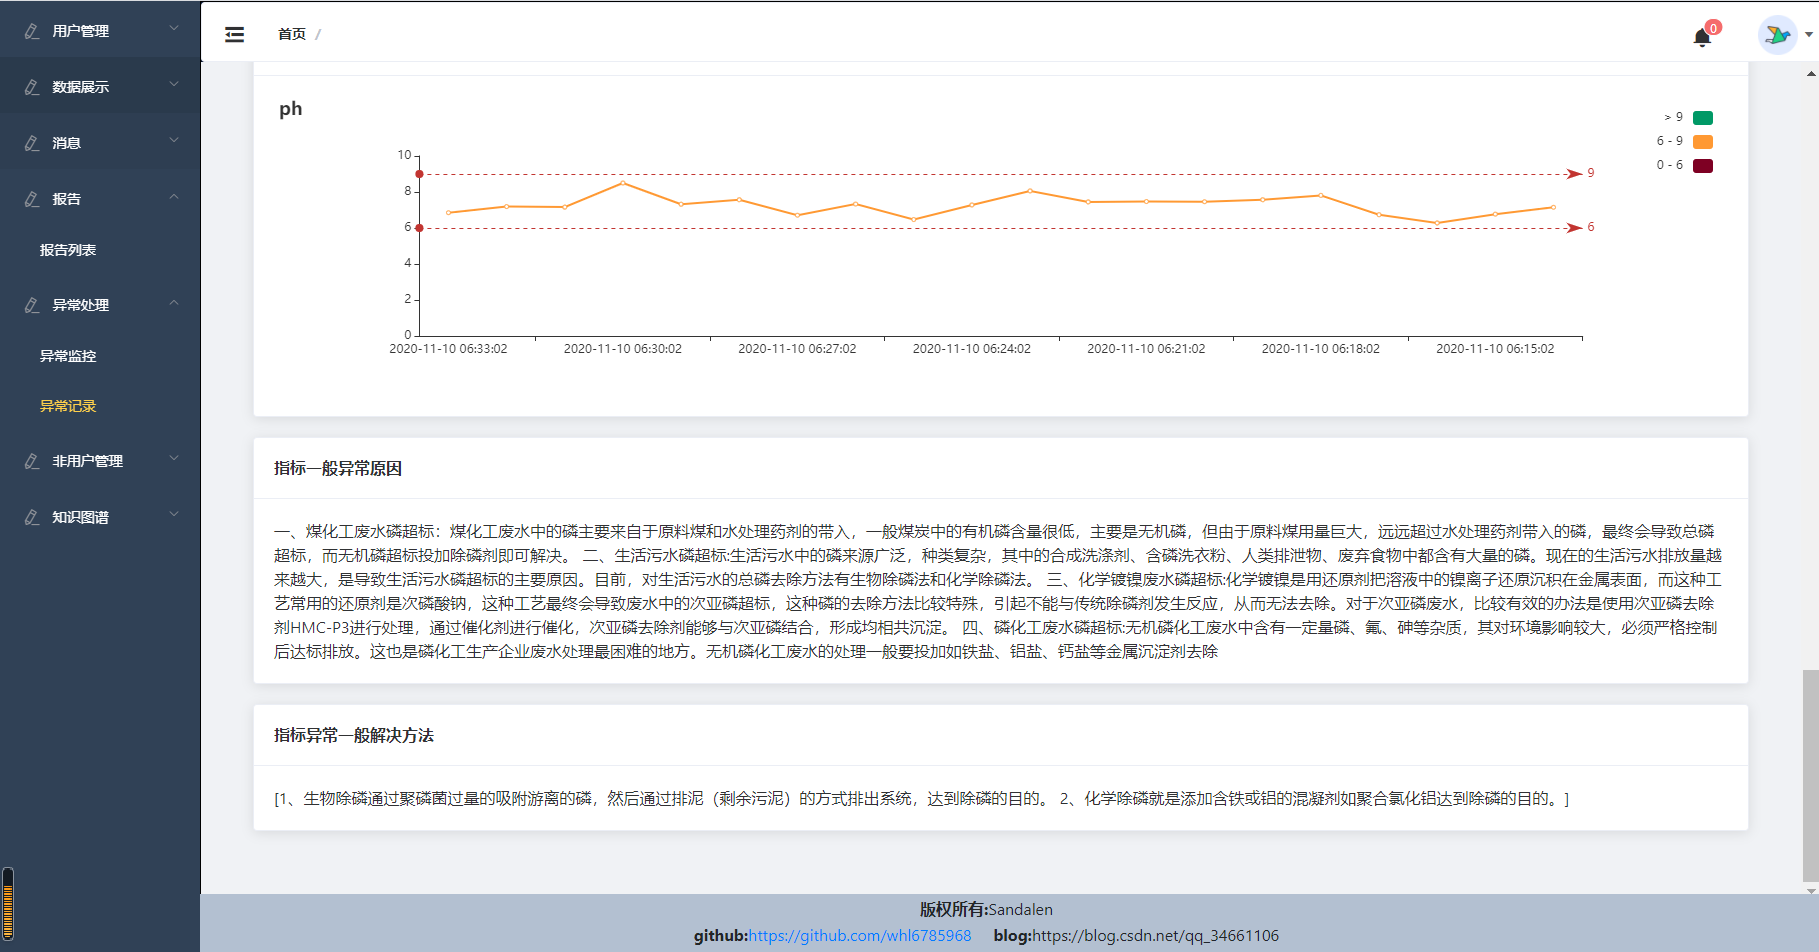 用户管理
数据展示
消息
报告
报告列表
异常处理
异常监控
异常记录
非用户管理
知识图谱
首页 /
0
ph
> 9
6 - 9
0 - 6
10
8
6
4
2
0
9
6
2020-11-10 06:33:02
2020-11-10 06:30:02
2020-11-10 06:27:02
2020-11-10 06:24:02
2020-11-10 06:21:02
2020-11-10 06:18:02
2020-11-10 06:15:02
指标一般异常原因
一、煤化工废水磷超标：煤化工废水中的磷主要来自于原料煤和水处理药剂的带入，一般煤炭中的有机磷含量很低，主要是无机磷，但由于原料煤用量巨大，远远超过水处理药剂带入的磷，最终会导致总磷
超标，而无机磷超标投加除磷剂即可解决。 二、生活污水磷超标:生活污水中的磷来源广泛，种类复杂，其中的合成洗涤剂、含磷洗衣粉、人类排泄物、废弃食物中都含有大量的磷。现在的生活污水排放量越
来越大，是导致生活污水磷超标的主要原因。目前，对生活污水的总磷去除方法有生物除磷法和化学除磷法。 三、化学镀镍废水磷超标:化学镀镍是用还原剂把溶液中的镍离子还原沉积在金属表面，而这种工
艺常用的还原剂是次磷酸钠，这种工艺最终会导致废水中的次亚磷超标，这种磷的去除方法比较特殊，引起不能与传统除磷剂发生反应，从而无法去除。对于次亚磷废水，比较有效的办法是使用次亚磷去除
剂HMC-P3进行处理，通过催化剂进行催化，次亚磷去除剂能够与次亚磷结合，形成均相共沉淀。 四、磷化工废水磷超标:无机磷化工废水中含有一定量磷、氟、砷等杂质，其对环境影响较大，必须严格控制
后达标排放。这也是磷化工生产企业废水处理最困难的地方。无机磷化工废水的处理一般要投加如铁盐、铝盐、钙盐等金属沉淀剂去除
指标异常一般解决方法
[1、生物除磷通过聚磷菌过量的吸附游离的磷，然后通过排泥（剩余污泥）的方式排出系统，达到除磷的目的。 2、化学除磷就是添加含铁或铝的混凝剂如聚合氯化铝达到除磷的目的。]
版权所有:Sandalen
github:https://github.com/whl6785968 blog:https://blog.csdn.net/qq_34661106